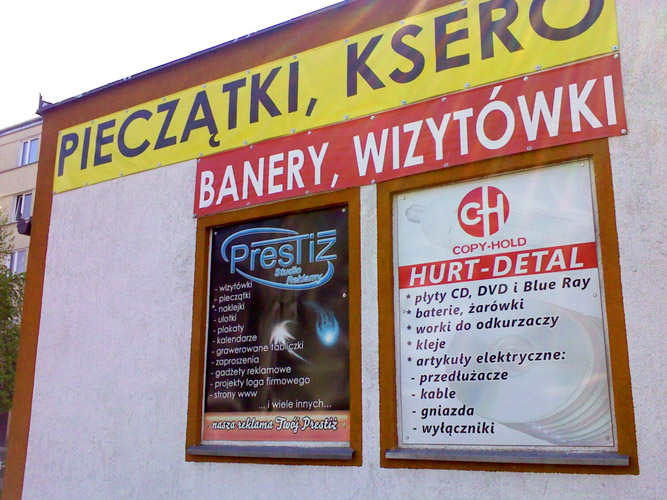 PIECZĄTKI, KSERO
BANERY, WIZYTÓWKI
Prestiż
Studio
Reklamy
- wizytówki
- pieczątki
- naklejki
- ulotki
- plakaty
- kalendarze
- grawerowane tabliczki
- zaproszenia
- gadżety reklamowe
- projekty loga firmowego
- strony www
... i wiele innych...
nasza reklama Twój Prestiż
CH
COPY-HOLD
HURT-DETAL
* płyty CD, DVD i Blue Ray
* baterie, żarówki
* worki do odkurzaczy
* kleje
* artykuły elektryczne:
- przedłużacze
- kable
- gniazda
- wyłączniki